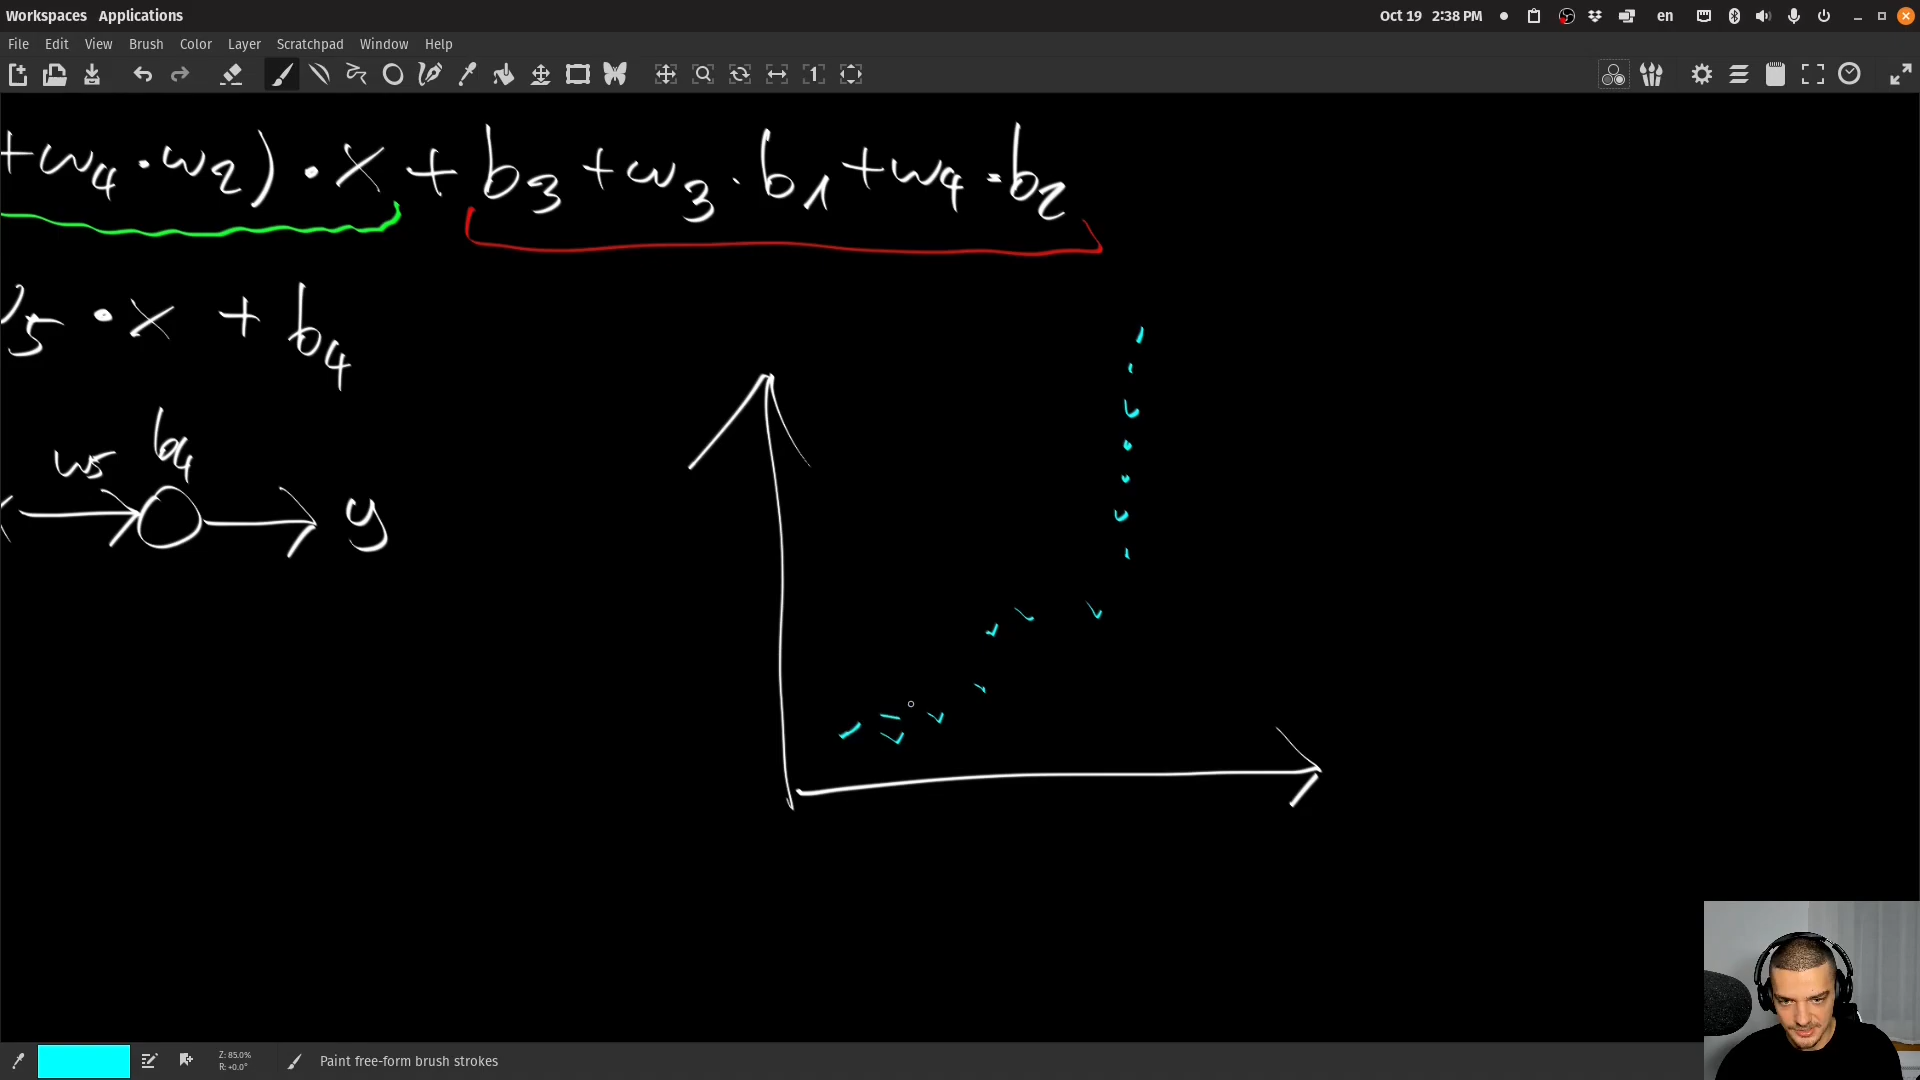 Workspaces Applications Oct 19 2:38 PM en
File Edit View Brush Color Layer Scratchpad Window Help
+w4·w2)·x+b3+w3·b1+w4·b2
5·x+b4
w5 b4
y
Z: 85.0%
R: +0.0°
Paint free-form brush strokes